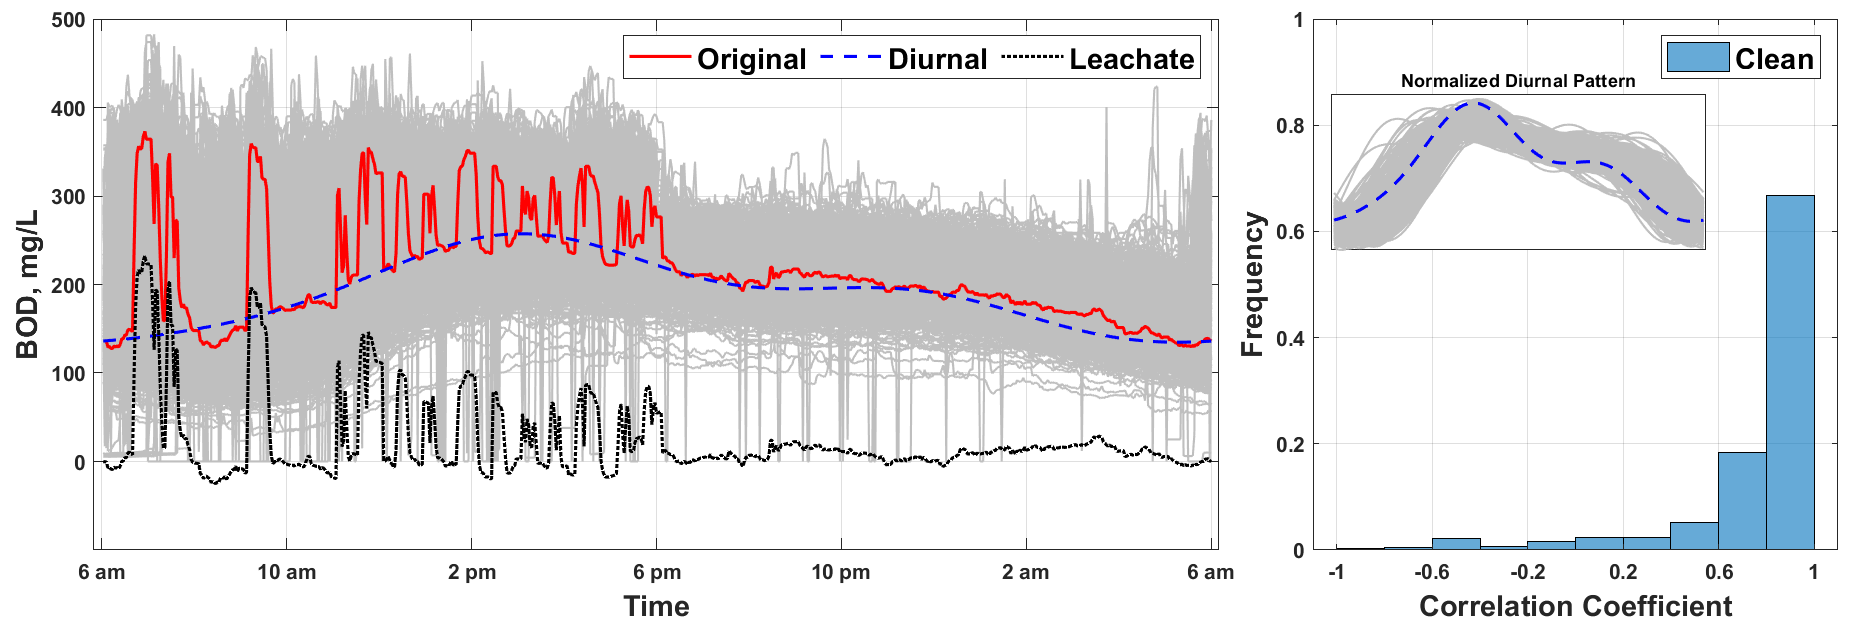 500
400
300
200
100
0
BOD, mg/L
Original Diurnal Leachate
6 am 10 am 2 pm 6 pm 10 pm 2 am 6 am
Time
1
0.8
0.6
0.4
0.2
0
Frequency
Clean
Normalized Diurnal Pattern
-1 -0.6 -0.2 0.2 0.6 1
Correlation Coefficient